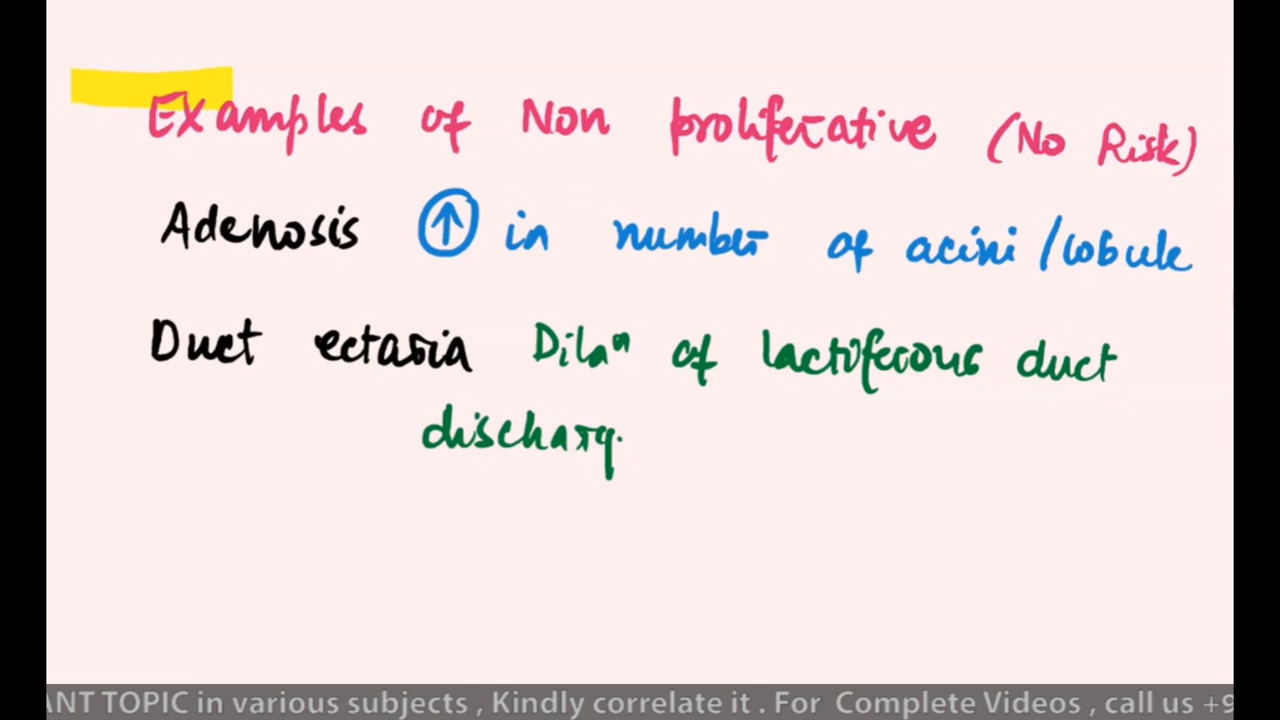 Examples of Non proliferative (No Risk)
Adenosis ↑ in number of acini / lobule
Duct ectasia Dilaⁿ of lactiferous duct
discharg.
ANT TOPIC in various subjects , Kindly correlate it . For Complete Videos , call us +9